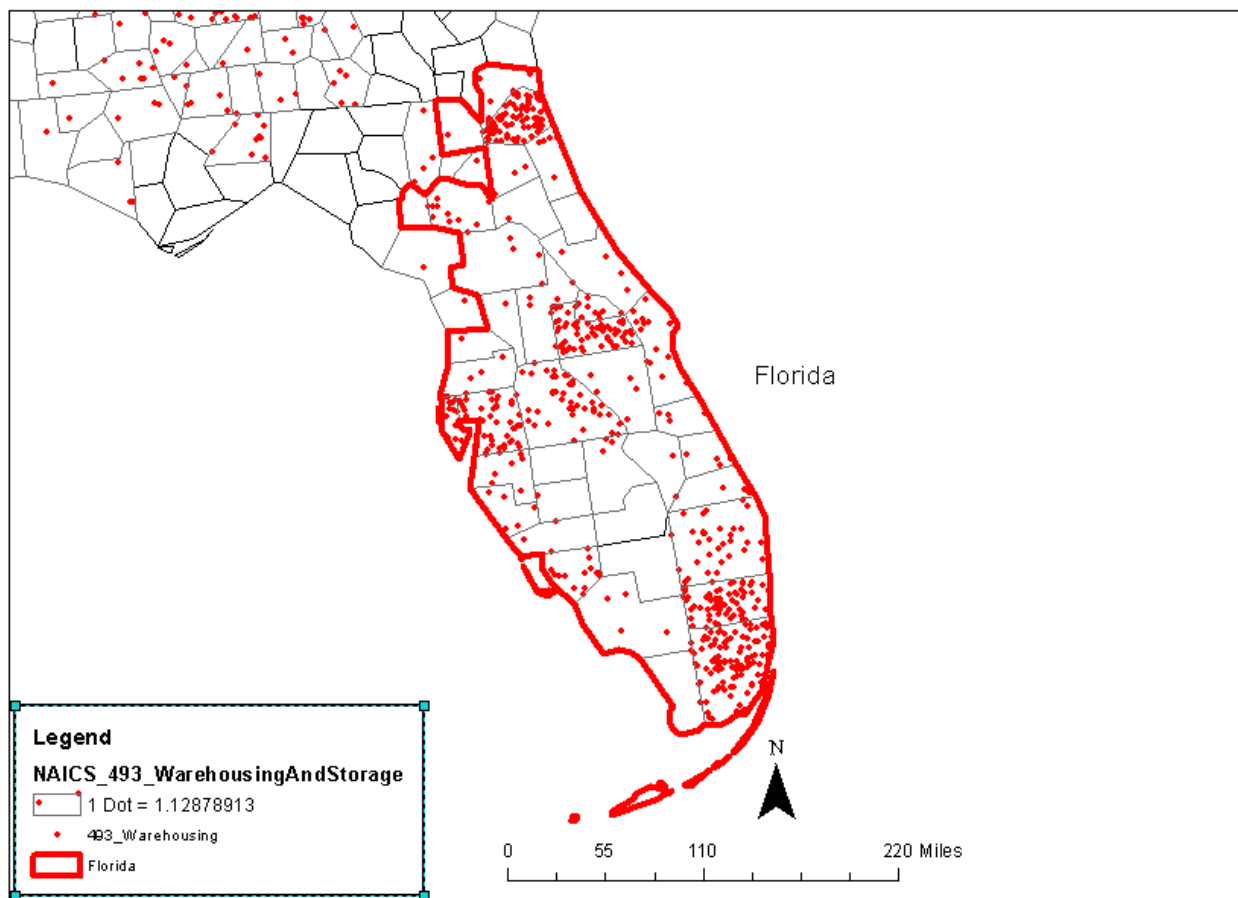 Florida
Legend
NAICS_493_WarehousingAndStorage
1 Dot = 1.12878913
493_Warehousing
Florida
N
0 55 110 220 Miles